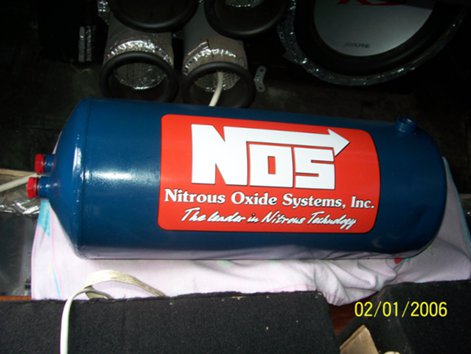 NOS
Nitrous Oxide Systems, Inc.
The leader in Nitrous Technology
02/01/2006